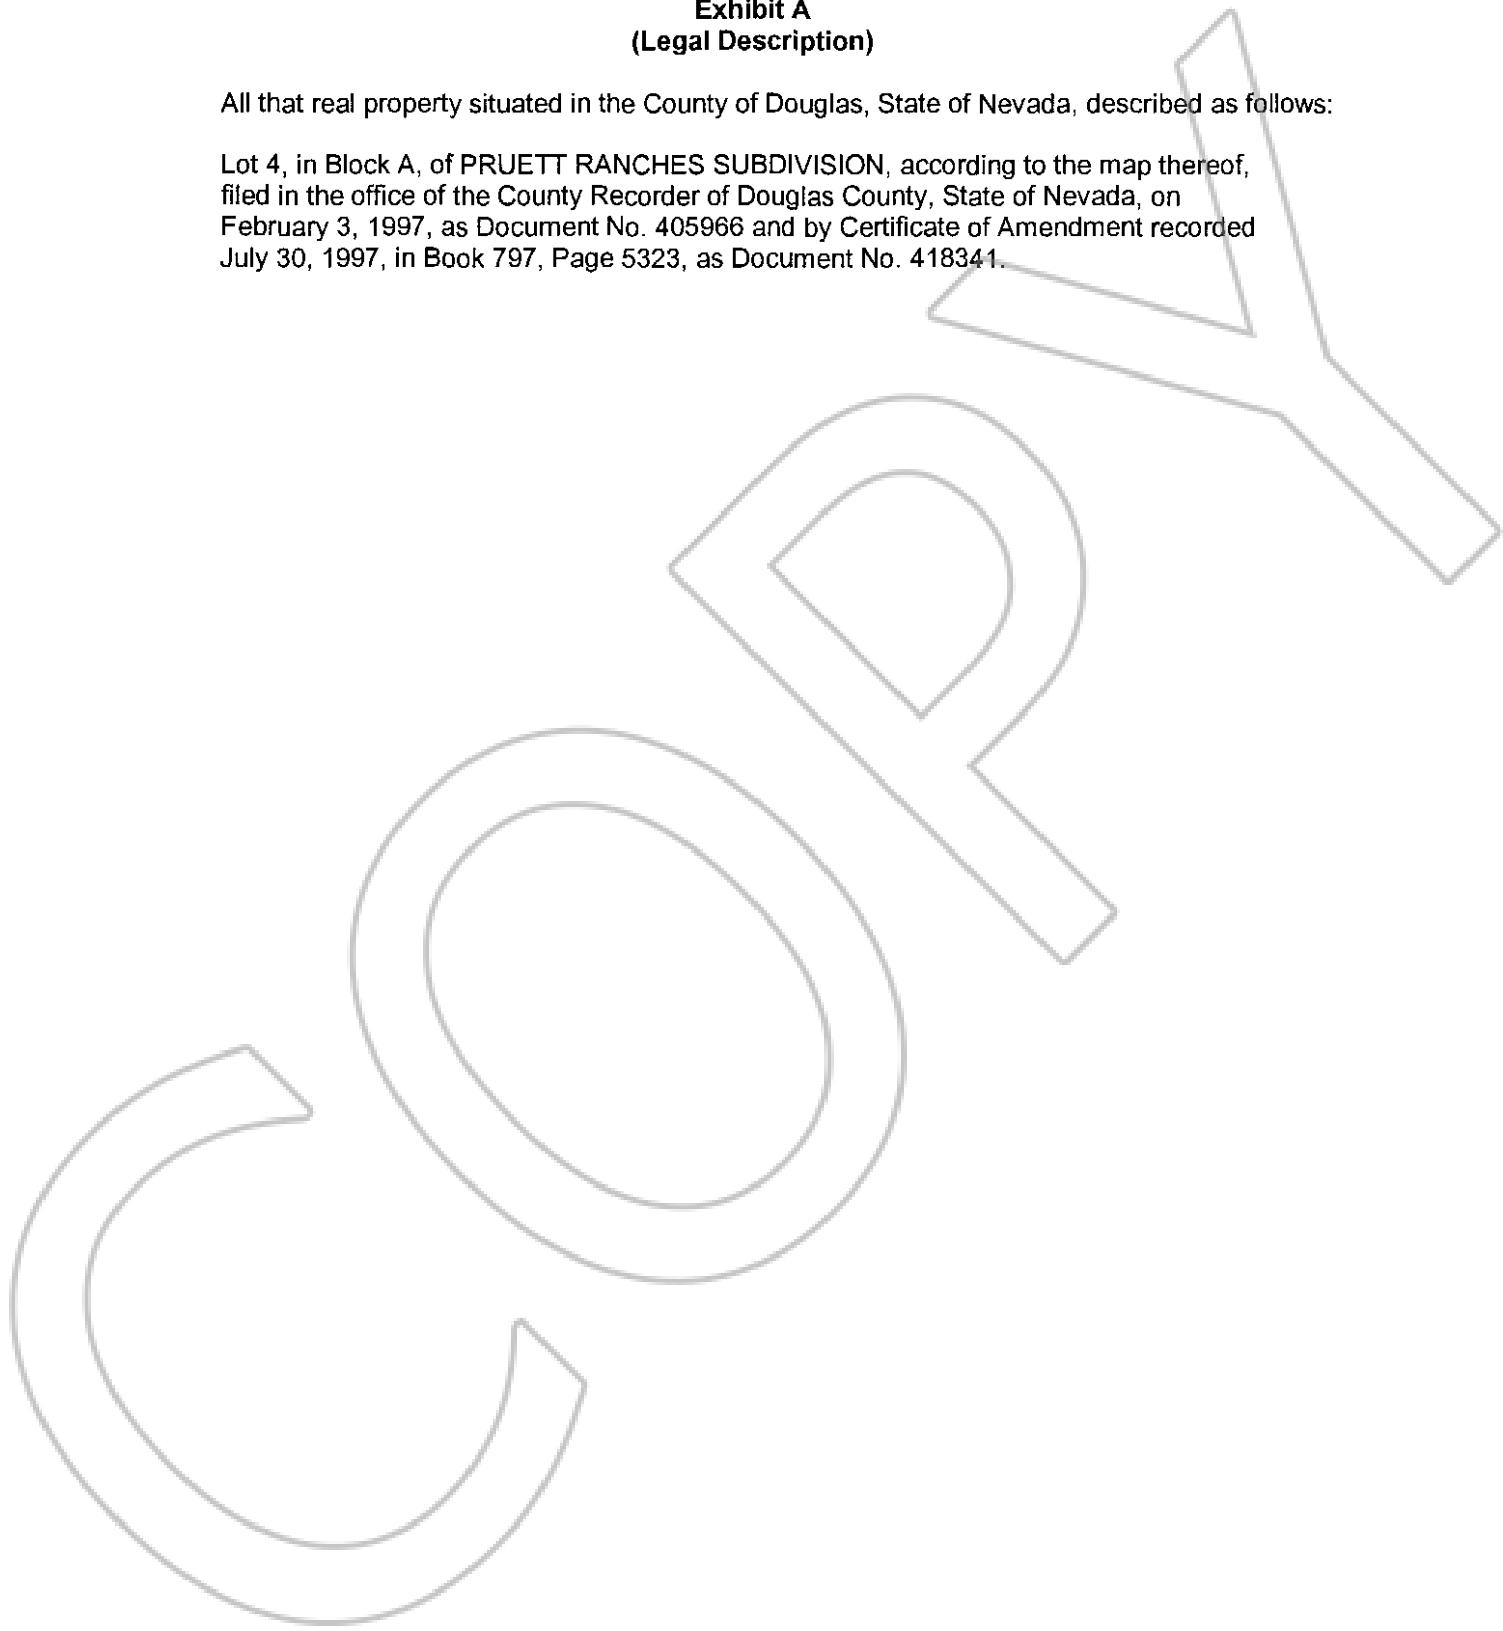 Exhibit A
(Legal Description)
All that real property situated in the County of Douglas, State of Nevada, described as follows:
Lot 4, in Block A, of PRUETT RANCHES SUBDIVISION, according to the map thereof,
filed in the office of the County Recorder of Douglas County, State of Nevada, on
February 3, 1997, as Document No. 405966 and by Certificate of Amendment recorded
July 30, 1997, in Book 797, Page 5323, as Document No. 418341.
COPY